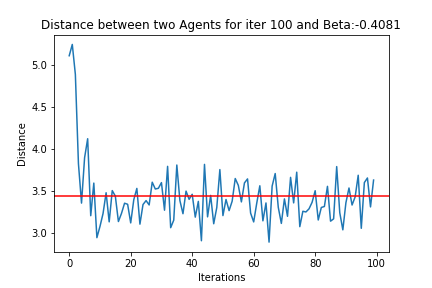 Distance between two Agents for iter 100 and Beta:-0.4081
5.0
4.5
4.0
3.5
3.0
Distance
0 20 40 60 80 100
Iterations